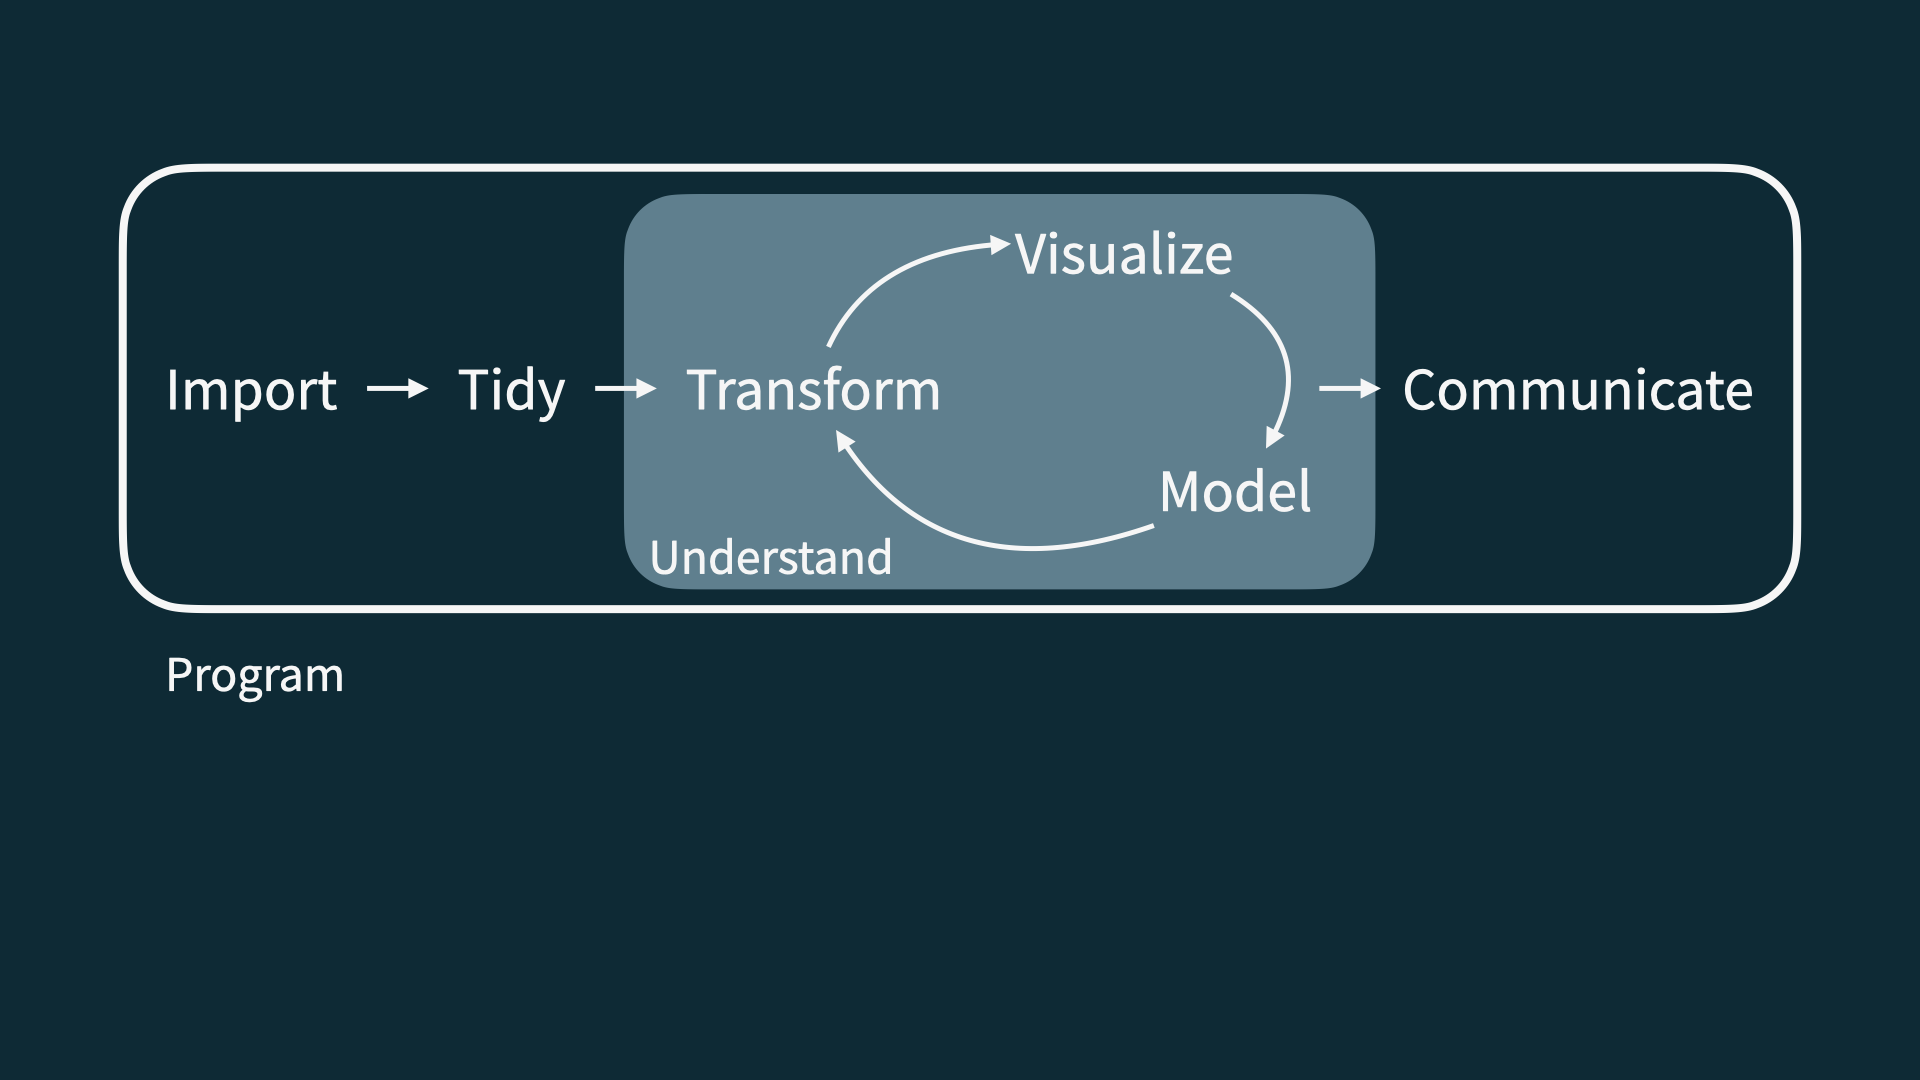 Visualize
Import
Tidy
Transform
Communicate
Model
Understand
Program